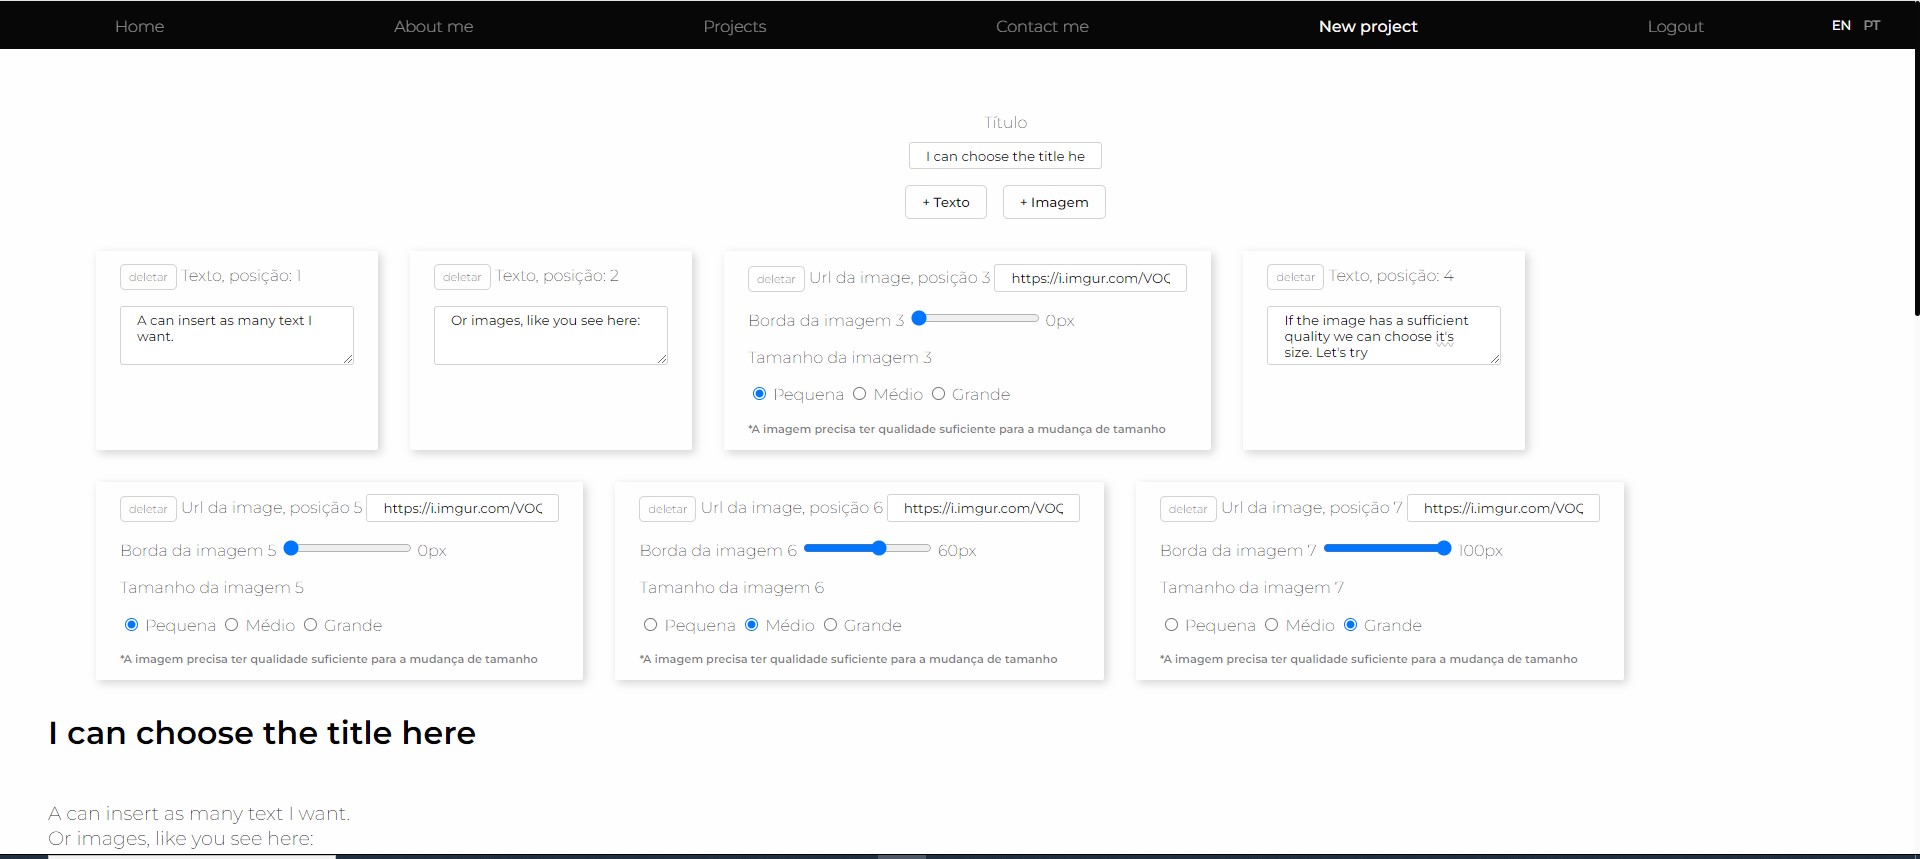 Home About me Projects Contact me New project Logout EN PT
Título
I can choose the title he
+ Texto + Imagem
deletar Texto, posição: 1
A can insert as many text I
want.
deletar Texto, posição: 2
Or images, like you see here:
deletar Url da image, posição 3 https://i.imgur.com/VOC
Borda da imagem 3 0px
Tamanho da imagem 3
Pequena Médio Grande
*A imagem precisa ter qualidade suficiente para a mudança de tamanho
deletar Texto, posição: 4
If the image has a sufficient
quality we can choose it's
size. Let's try
deletar Url da image, posição 5 https://i.imgur.com/VOC
Borda da imagem 5 0px
Tamanho da imagem 5
Pequena Médio Grande
*A imagem precisa ter qualidade suficiente para a mudança de tamanho
deletar Url da image, posição 6 https://i.imgur.com/VOC
Borda da imagem 6 60px
Tamanho da imagem 6
Pequena Médio Grande
*A imagem precisa ter qualidade suficiente para a mudança de tamanho
deletar Url da image, posição 7 https://i.imgur.com/VOC
Borda da imagem 7 100px
Tamanho da imagem 7
Pequena Médio Grande
*A imagem precisa ter qualidade suficiente para a mudança de tamanho
I can choose the title here
A can insert as many text I want.
Or images, like you see here: